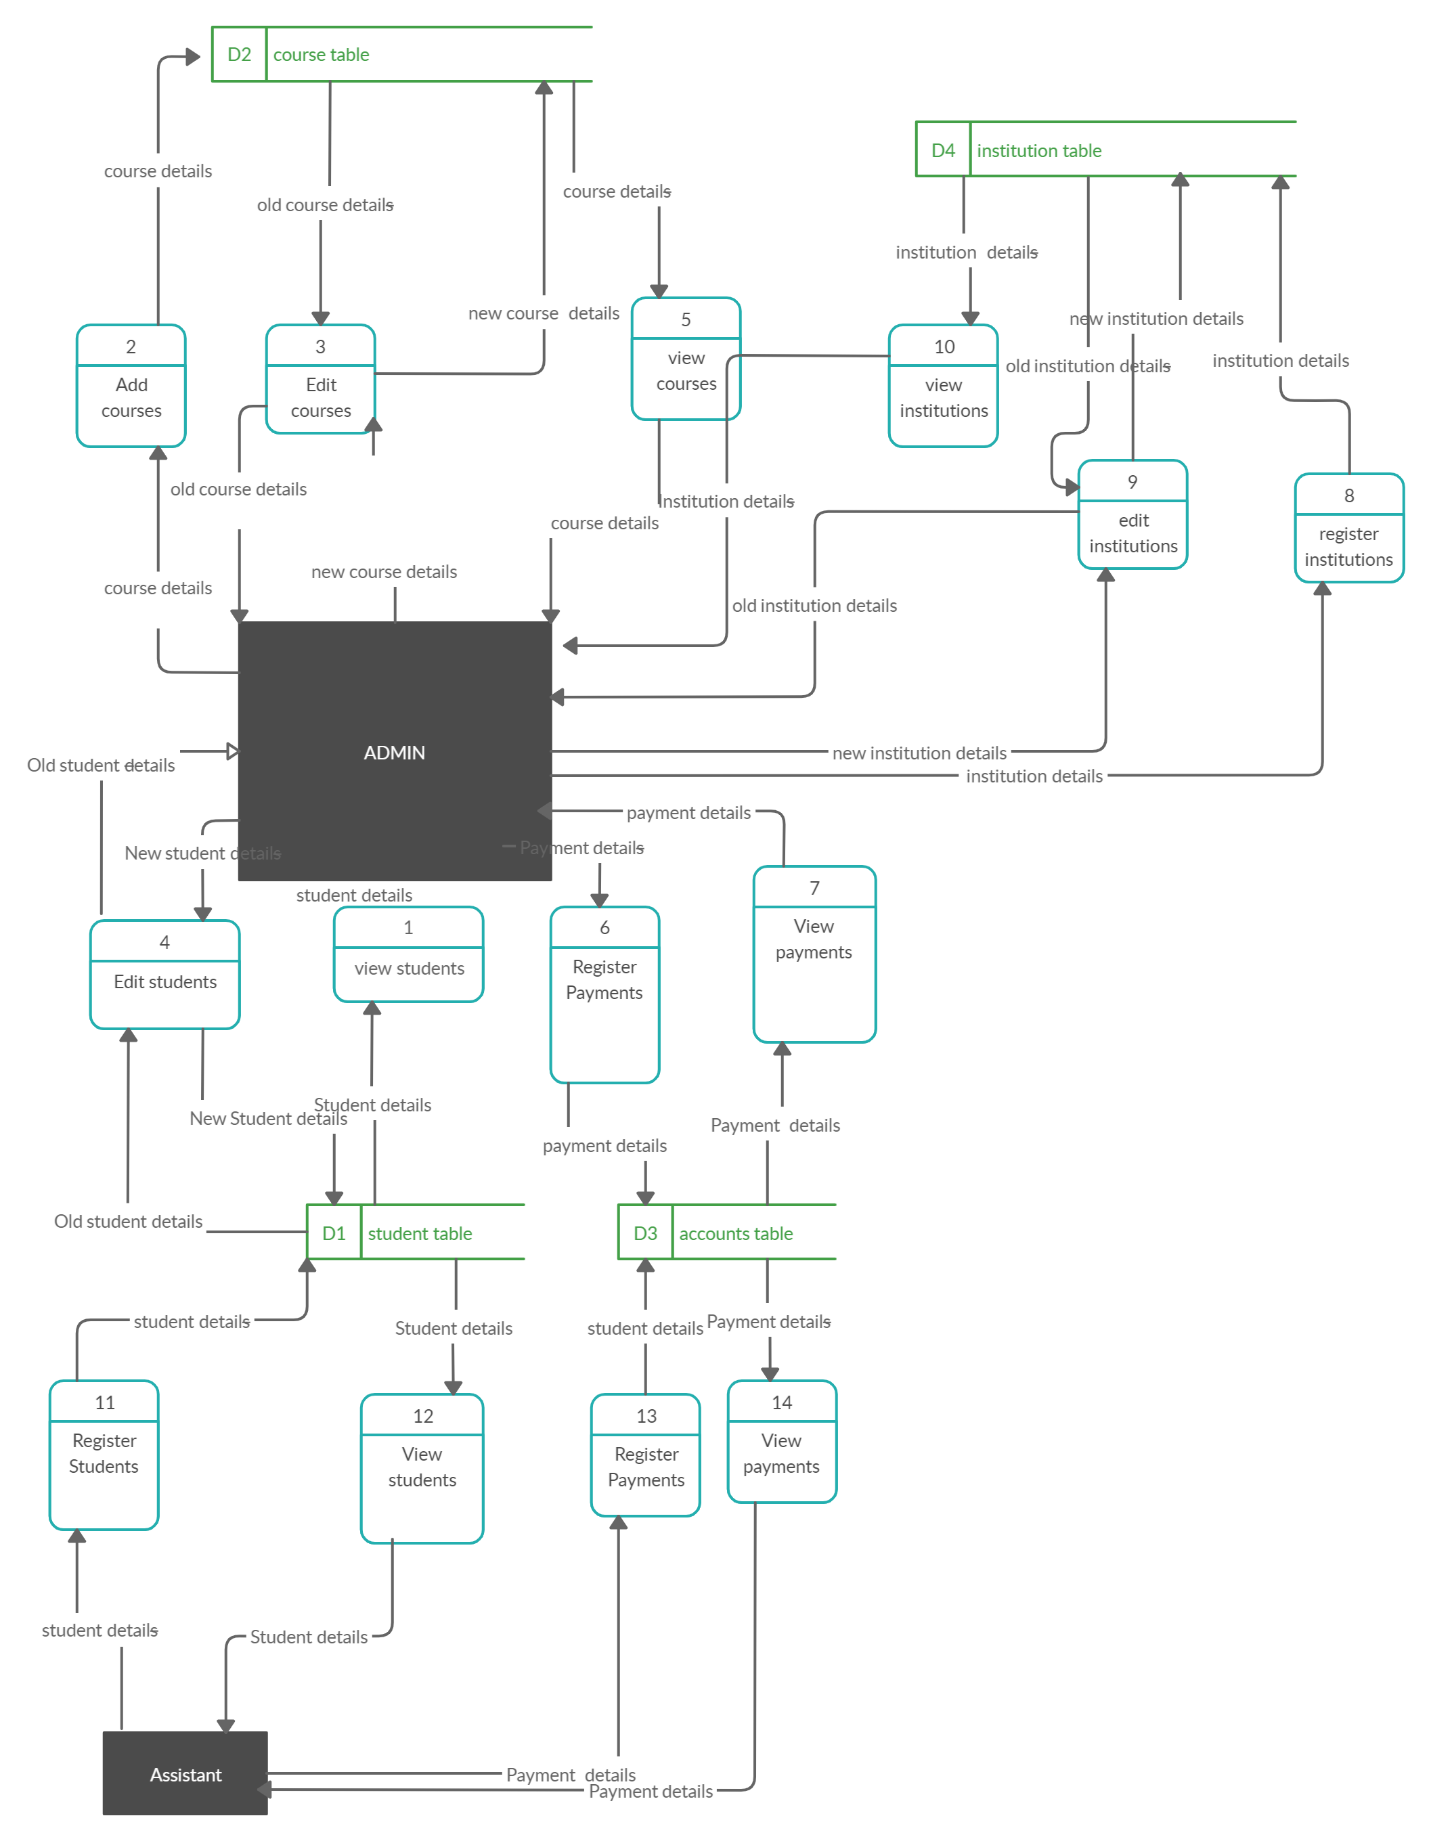 D2 course table
D4 institution table
course details
course details
old course details
institution  details
new course  details
new institution details
5
2
3
10
view
courses
old institution details
institution details
Add
courses
Edit
courses
view
institutions
9
old course details
Institution details
8
edit
institutions
course details
register
institutions
new course details
course details
old institution details
ADMIN
new institution details
Old student details
institution details
payment details
New student details
Payment details
7
student details
1
6
View
payments
4
Edit students
view students
Register
Payments
Student details
New Student details
Payment  details
payment details
Old student details
D1 student table
D3 accounts table
student details
Student details
student details
Payment details
11
12
13
14
Register
Students
View
students
Register
Payments
View
payments
student details
Student details
Assistant
Payment  details
Payment details